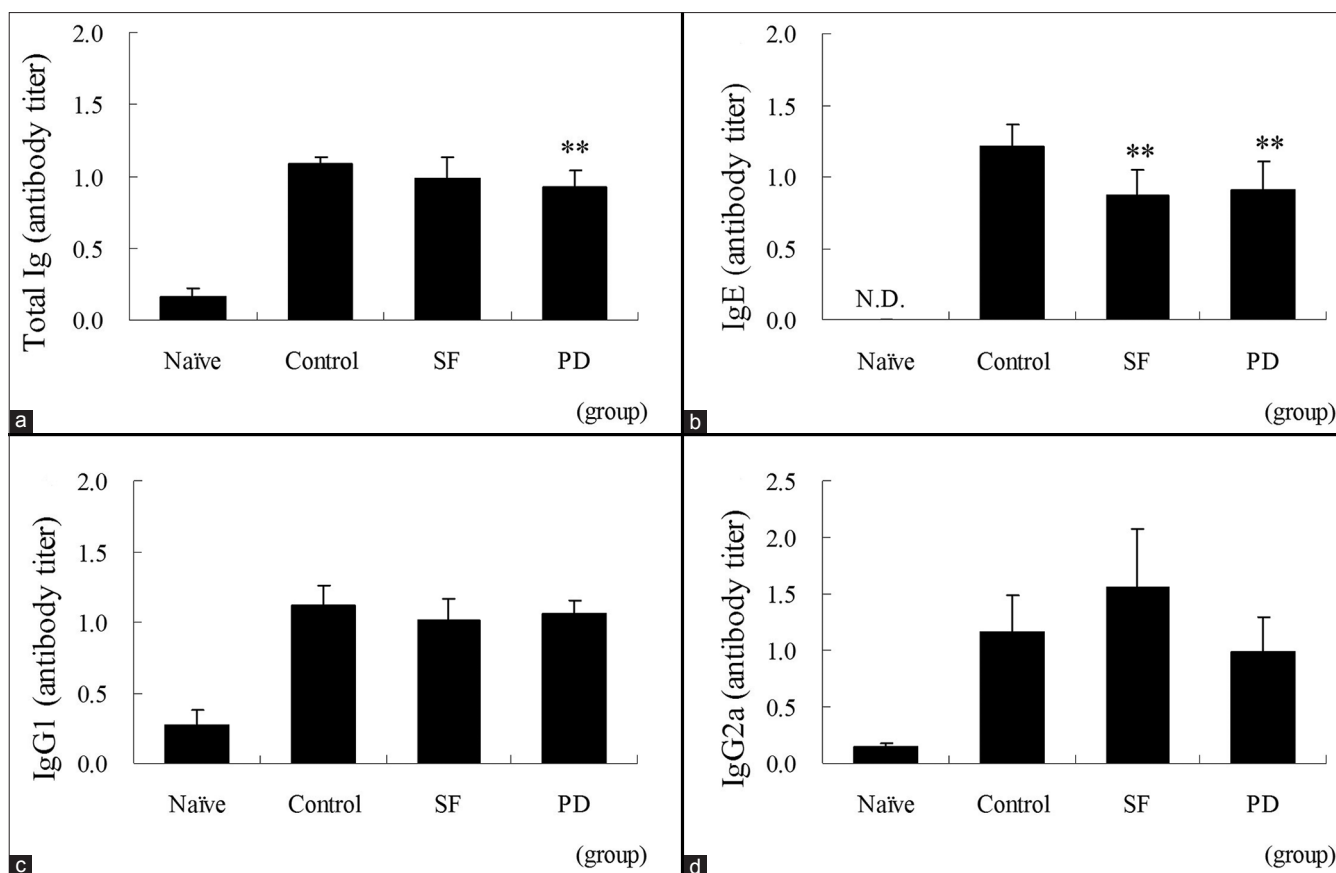 Total Ig (antibody titer)
2.0
1.5
1.0
0.5
0.0
**
Naïve Control SF PD
(group)
a
IgE (antibody titer)
2.0
1.5
1.0
0.5
0.0
N.D.
** **
Naïve Control SF PD
(group)
b
IgG1 (antibody titer)
2.0
1.5
1.0
0.5
0.0
Naïve Control SF PD
(group)
c
IgG2a (antibody titer)
2.5
2.0
1.5
1.0
0.5
0.0
Naïve Control SF PD
(group)
d